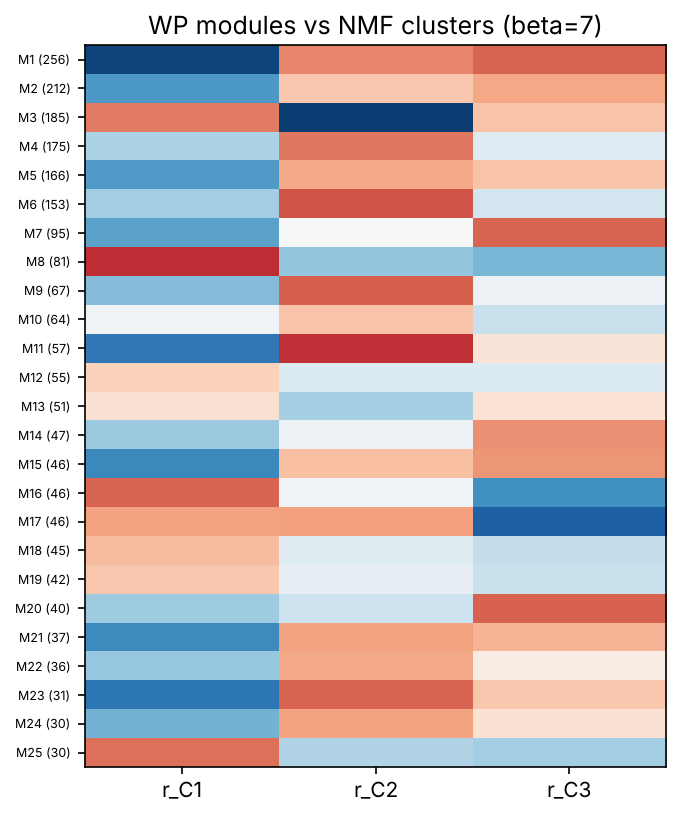 WP modules vs NMF clusters (beta=7)
M1 (256)
M2 (212)
M3 (185)
M4 (175)
M5 (166)
M6 (153)
M7 (95)
M8 (81)
M9 (67)
M10 (64)
M11 (57)
M12 (55)
M13 (51)
M14 (47)
M15 (46)
M16 (46)
M17 (46)
M18 (45)
M19 (42)
M20 (40)
M21 (37)
M22 (36)
M23 (31)
M24 (30)
M25 (30)
r_C1 r_C2 r_C3